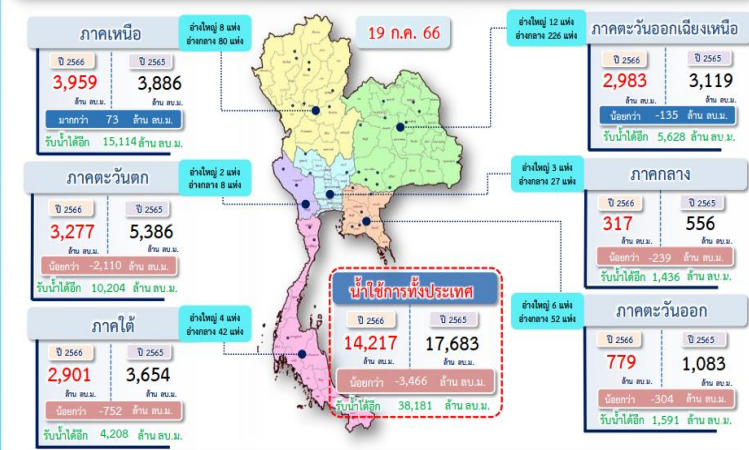 19 ก.ค. 66
ภาคเหนือ
ปี 2566 ปี 2565
3,959 3,886
ล้าน ลบ.ม. ล้าน ลบ.ม.
มากกว่า 73 ล้าน ลบ.ม.
รับน้ำได้อีก 15,114 ล้าน ลบ.ม.
อ่างใหญ่ 8 แห่ง
อ่างกลาง 80 แห่ง
อ่างใหญ่ 12 แห่ง
อ่างกลาง 226 แห่ง
ภาคตะวันออกเฉียงเหนือ
ปี 2566 ปี 2565
2,983 3,119
ล้าน ลบ.ม. ล้าน ลบ.ม.
น้อยกว่า -135 ล้าน ลบ.ม.
รับน้ำได้อีก 5,628 ล้าน ลบ.ม.
ภาคตะวันตก
ปี 2566 ปี 2565
3,277 5,386
ล้าน ลบ.ม. ล้าน ลบ.ม.
น้อยกว่า -2,110 ล้าน ลบ.ม.
รับน้ำได้อีก 10,204 ล้าน ลบ.ม.
อ่างใหญ่ 2 แห่ง
อ่างกลาง 8 แห่ง
อ่างใหญ่ 3 แห่ง
อ่างกลาง 27 แห่ง
ภาคกลาง
ปี 2566 ปี 2565
317 556
ล้าน ลบ.ม. ล้าน ลบ.ม.
น้อยกว่า -239 ล้าน ลบ.ม.
รับน้ำได้อีก 1,436 ล้าน ลบ.ม.
ภาคใต้
ปี 2566 ปี 2565
2,901 3,654
ล้าน ลบ.ม. ล้าน ลบ.ม.
น้อยกว่า -752 ล้าน ลบ.ม.
รับน้ำได้อีก 4,208 ล้าน ลบ.ม.
อ่างใหญ่ 4 แห่ง
อ่างกลาง 42 แห่ง
น้ำใช้การทั้งประเทศ
ปี 2566 ปี 2565
14,217 17,683
ล้าน ลบ.ม. ล้าน ลบ.ม.
น้อยกว่า -3,466 ล้าน ลบ.ม.
รับน้ำได้อีก 38,181 ล้าน ลบ.ม.
อ่างใหญ่ 6 แห่ง
อ่างกลาง 52 แห่ง
ภาคตะวันออก
ปี 2566 ปี 2565
779 1,083
ล้าน ลบ.ม. ล้าน ลบ.ม.
น้อยกว่า -304 ล้าน ลบ.ม.
รับน้ำได้อีก 1,591 ล้าน ลบ.ม.